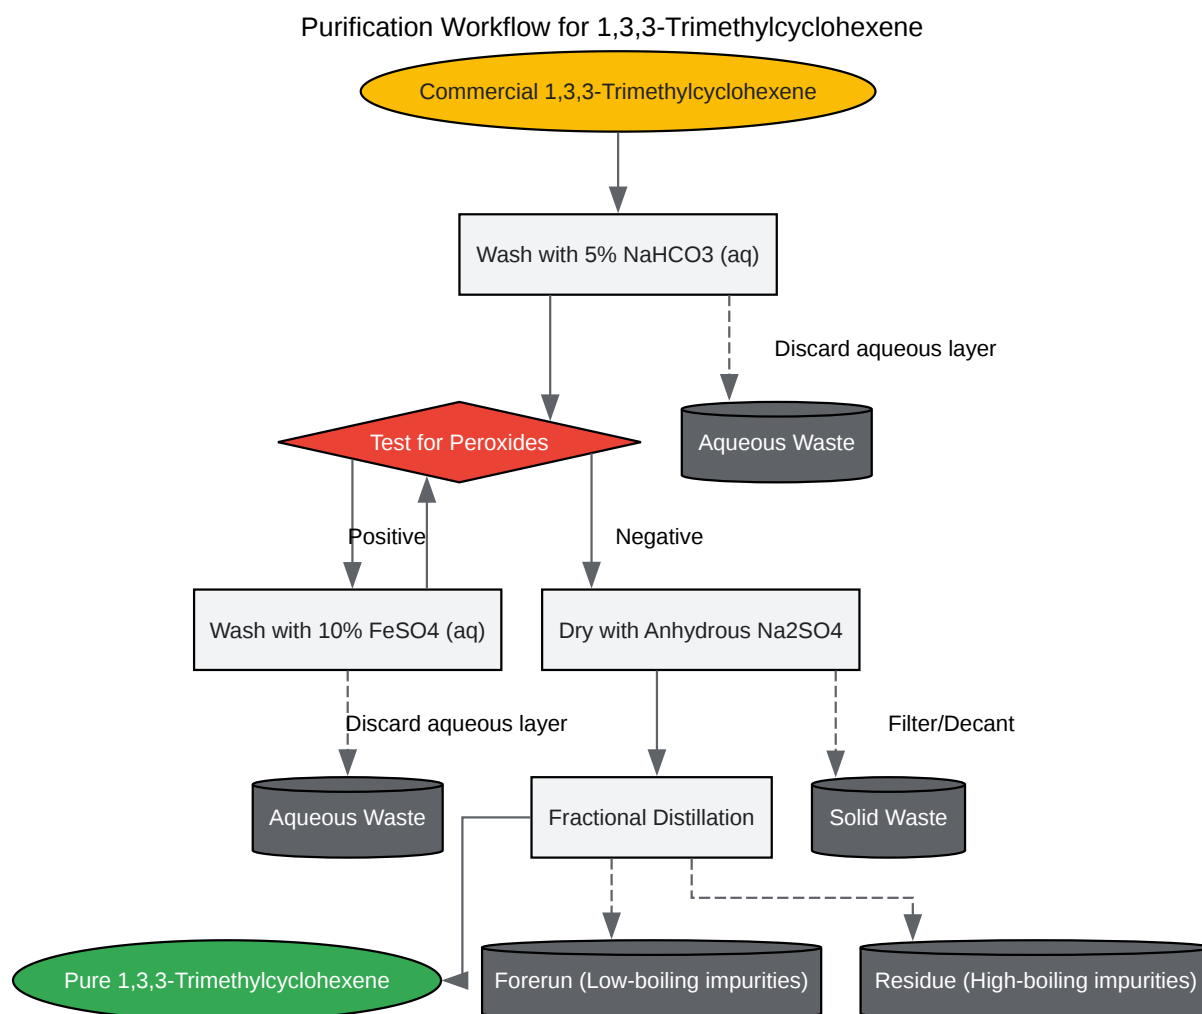 Purification Workflow for 1,3,3-Trimethylcyclohexene
Commercial 1,3,3-Trimethylcyclohexene
Wash with 5% NaHCO3 (aq)
Discard aqueous layer
Test for Peroxides
Aqueous Waste
Positive
Negative
Wash with 10% FeSO4 (aq)
Dry with Anhydrous Na2SO4
Discard aqueous layer
Filter/Decant
Aqueous Waste
Fractional Distillation
Solid Waste
Pure 1,3,3-Trimethylcyclohexene
Forerun (Low-boiling impurities)
Residue (High-boiling impurities)